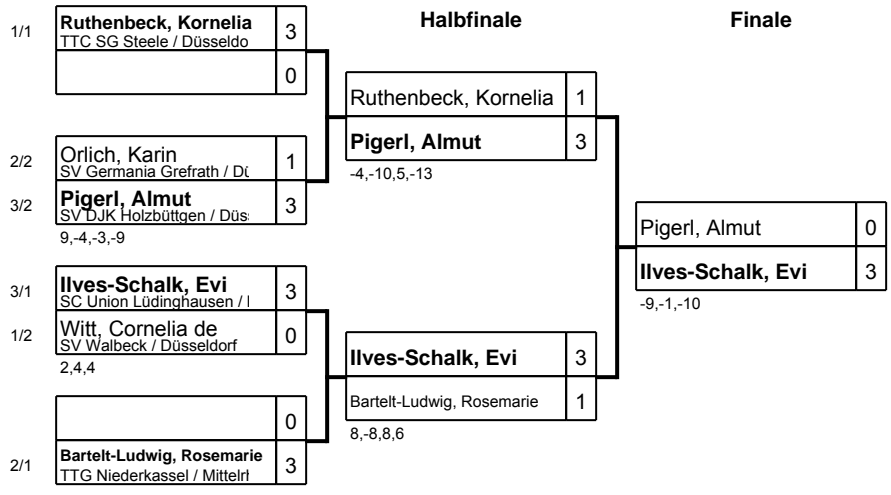 Halbfinale
Finale
1/1
Ruthenbeck, Kornelia
3
TTC SG Steele / Düsseldo
0
2/2
Orlich, Karin
1
SV Germania Grefrath / Dü
3/2
Pigerl, Almut
3
SV DJK Holzbüttgen / Düs
9,-4,-3,-9
3/1
Ilves-Schalk, Evi
3
SC Union Lüdinghausen /
1/2
Witt, Cornelia de
0
SV Walbeck / Düsseldorf
2,4,4
0
2/1
Bartelt-Ludwig, Rosemarie
3
TTG Niederkassel / Mittelrh
Ruthenbeck, Kornelia
1
Pigerl, Almut
3
-4,-10,5,-13
Ilves-Schalk, Evi
3
Bartelt-Ludwig, Rosemarie
1
8,-8,8,6
Pigerl, Almut
0
Ilves-Schalk, Evi
3
-9,-1,-10